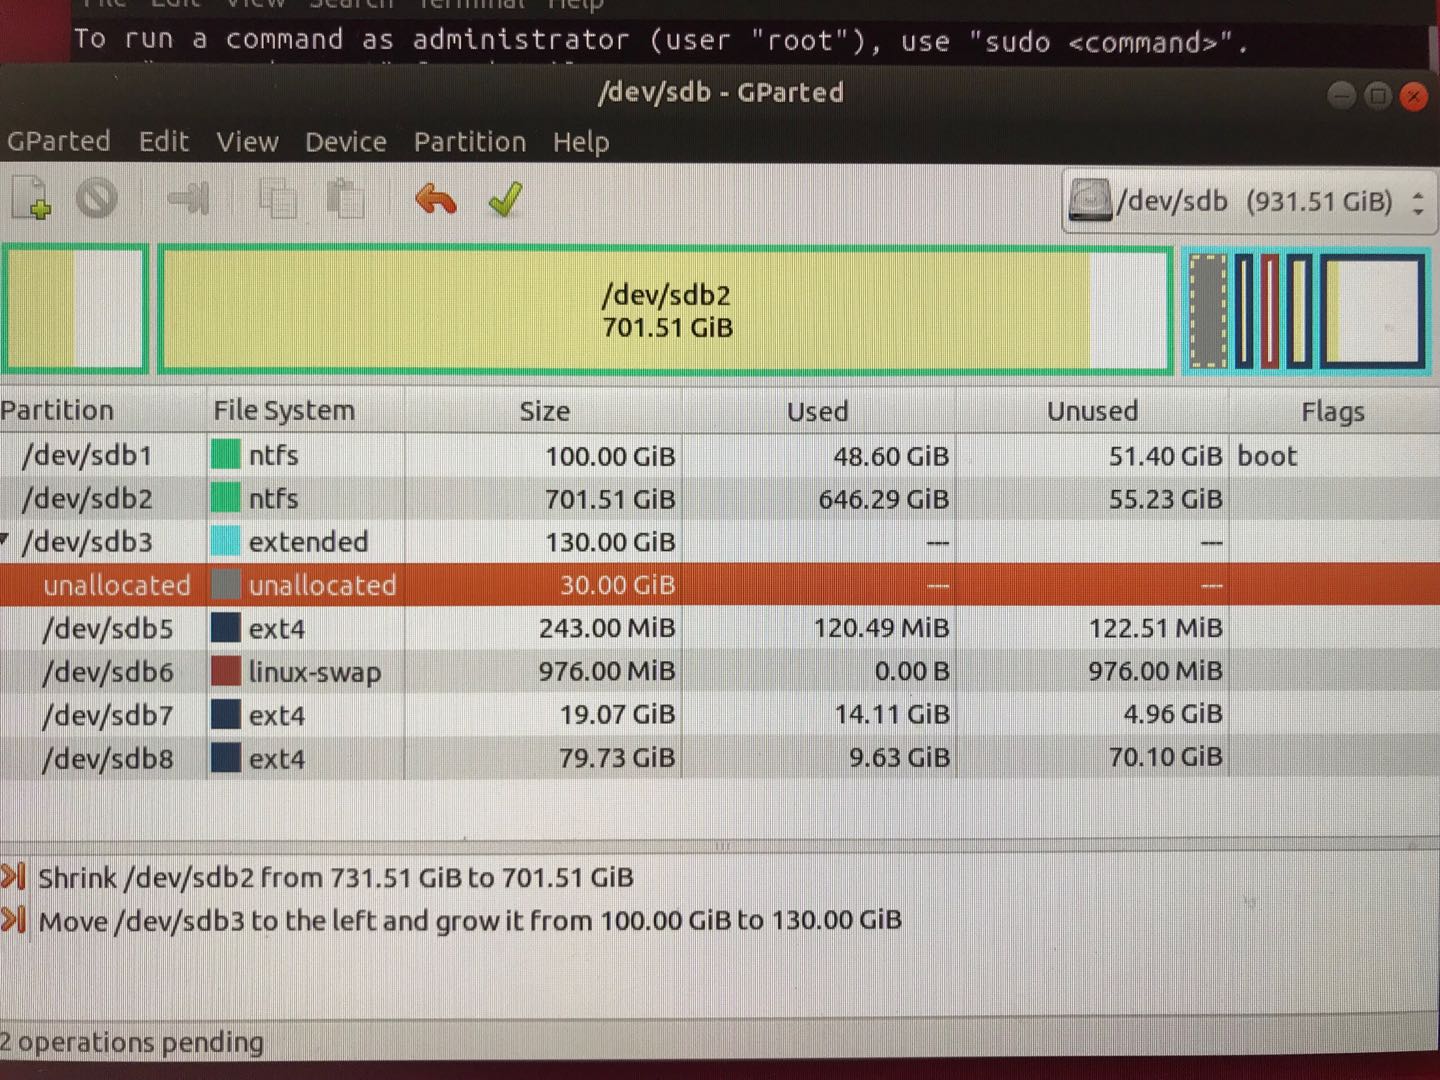 File Edit View Search Terminal Help
To run a command as administrator (user "root"), use "sudo <command>".
/dev/sdb - GParted
GParted Edit View Device Partition Help
/dev/sdb (931.51 GiB)
/dev/sdb2
701.51 GiB
Partition File System Size Used Unused Flags
/dev/sdb1 ntfs 100.00 GiB 48.60 GiB 51.40 GiB boot
/dev/sdb2 ntfs 701.51 GiB 646.29 GiB 55.23 GiB
/dev/sdb3 extended 130.00 GiB --- ---
unallocated unallocated 30.00 GiB --- ---
/dev/sdb5 ext4 243.00 MiB 120.49 MiB 122.51 MiB
/dev/sdb6 linux-swap 976.00 MiB 0.00 B 976.00 MiB
/dev/sdb7 ext4 19.07 GiB 14.11 GiB 4.96 GiB
/dev/sdb8 ext4 79.73 GiB 9.63 GiB 70.10 GiB
Shrink /dev/sdb2 from 731.51 GiB to 701.51 GiB
Move /dev/sdb3 to the left and grow it from 100.00 GiB to 130.00 GiB
2 operations pending